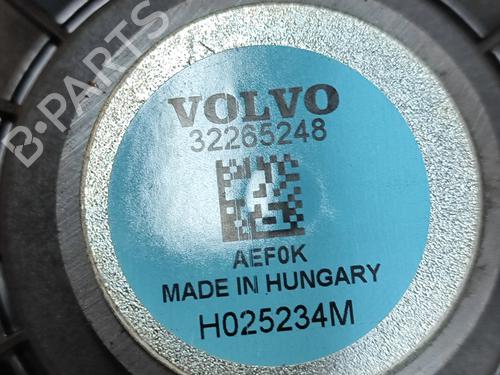 B-PARTS
VOLVO
32265248
AEF0K
MADE IN HUNGARY
H025234M